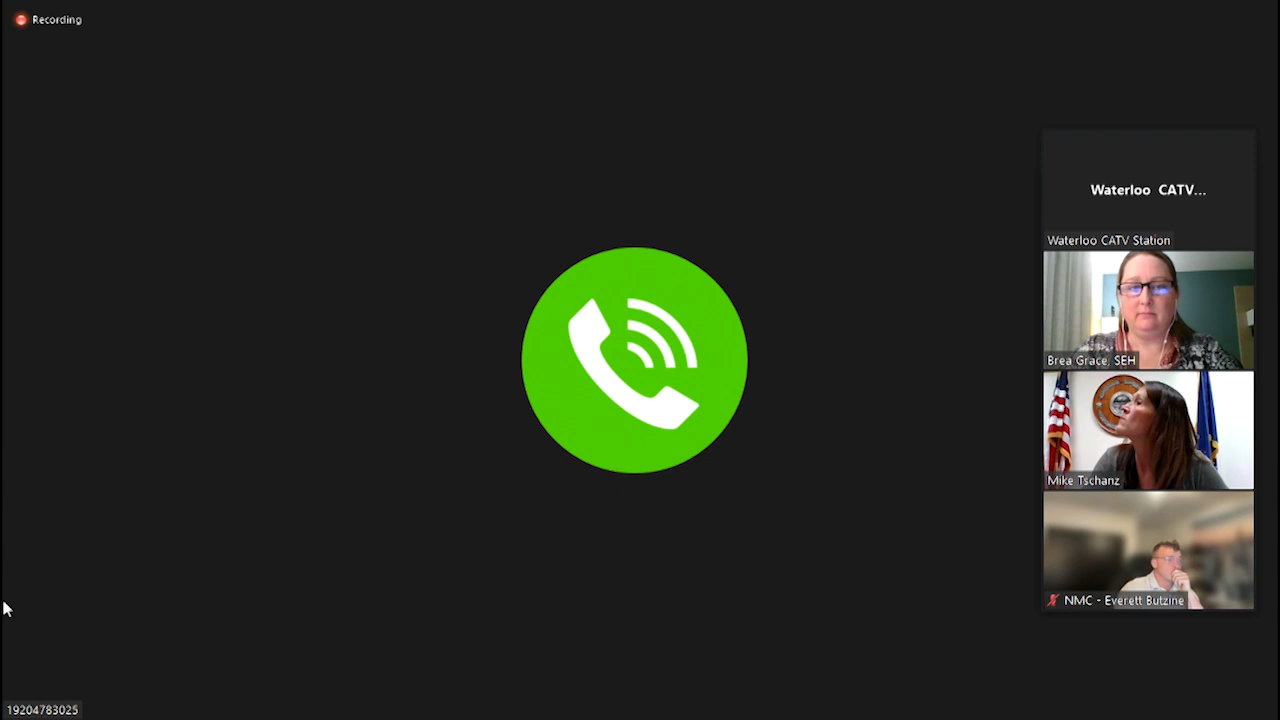 Recording
Waterloo CATV...
Waterloo CATV Station
Brea Grace, SEH
Mike Tschanz
NMC - Everett Butzine
19204783025